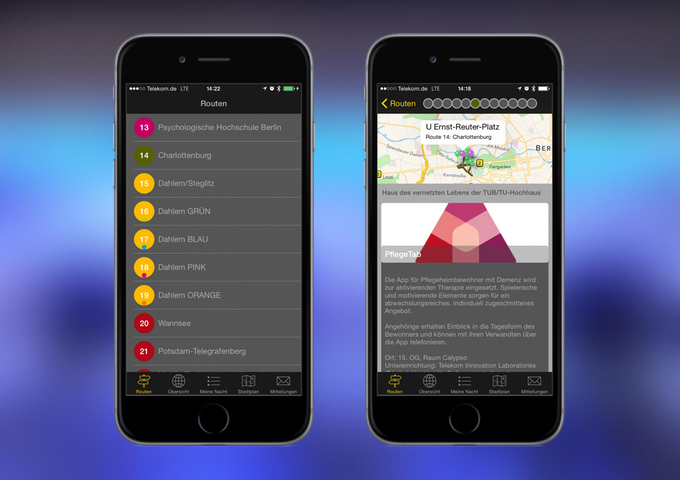 Telekom.de LTE 14:22
Routen
13 Psychologische Hochschule Berlin
14 Charlottenburg
15 Dahlem/Steglitz
16 Dahlem GRÜN
17 Dahlem BLAU
18 Dahlem PINK
19 Dahlem ORANGE
20 Wannsee
21 Potsdam-Telegrafenberg
Routen Übersicht Meine Nacht Stadtplan Mitteilungen
Telekom.de LTE 14:18
Routen
U Ernst-Reuter-Platz
Route 14: Charlottenburg
BER
Tiergarten
Kantstraße
Haus des vernetzten Lebens der TUB/TU-Hochhaus
PflegeTab
Die App für Pflegeheimbewohner mit Demenz wird
zur aktivierenden Therapie eingesetzt. Spielerische
und motivierende Elemente sorgen für ein
abwechslungsreiches, individuell zugeschnittenes
Angebot.
Angehörige erhalten Einblick in die Tagesform des
Bewohners und können mit ihren Verwandten über
die App telefonieren.
Ort: 15. OG, Raum Calypso
Untereinrichtung: Telekom Innovation Laboratories
Routen Übersicht Meine Nacht Stadtplan Mitteilungen